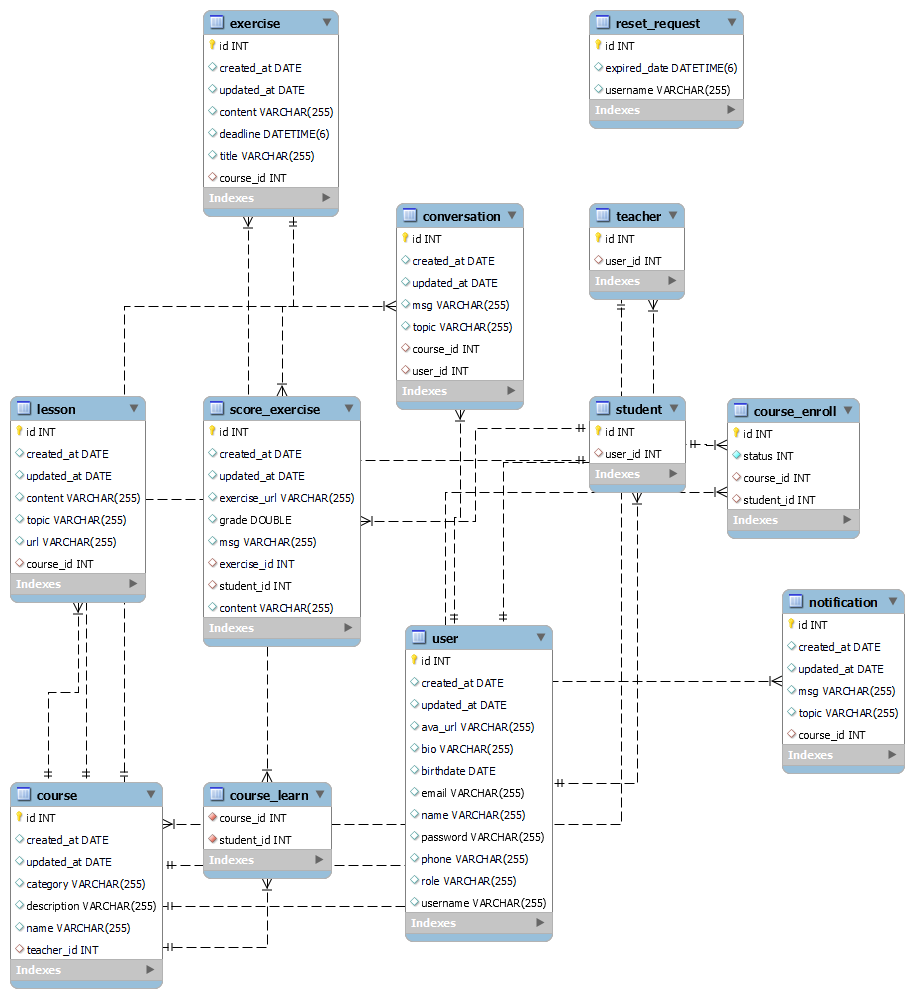 exercise
id INT
created_at DATE
updated_at DATE
content VARCHAR(255)
deadline DATETIME(6)
title VARCHAR(255)
course_id INT
Indexes
reset_request
id INT
expired_date DATETIME(6)
username VARCHAR(255)
Indexes
conversation
id INT
created_at DATE
updated_at DATE
msg VARCHAR(255)
topic VARCHAR(255)
course_id INT
user_id INT
Indexes
teacher
id INT
user_id INT
Indexes
lesson
id INT
created_at DATE
updated_at DATE
content VARCHAR(255)
topic VARCHAR(255)
url VARCHAR(255)
course_id INT
Indexes
score_exercise
id INT
created_at DATE
updated_at DATE
exercise_url VARCHAR(255)
grade DOUBLE
msg VARCHAR(255)
exercise_id INT
student_id INT
content VARCHAR(255)
Indexes
student
id INT
user_id INT
Indexes
course_enroll
id INT
status INT
course_id INT
student_id INT
Indexes
notification
id INT
created_at DATE
updated_at DATE
msg VARCHAR(255)
topic VARCHAR(255)
course_id INT
Indexes
user
id INT
created_at DATE
updated_at DATE
ava_url VARCHAR(255)
bio VARCHAR(255)
birthdate DATE
email VARCHAR(255)
name VARCHAR(255)
password VARCHAR(255)
phone VARCHAR(255)
role VARCHAR(255)
username VARCHAR(255)
Indexes
course
id INT
created_at DATE
updated_at DATE
category VARCHAR(255)
description VARCHAR(255)
name VARCHAR(255)
teacher_id INT
Indexes
course_learn
course_id INT
student_id INT
Indexes